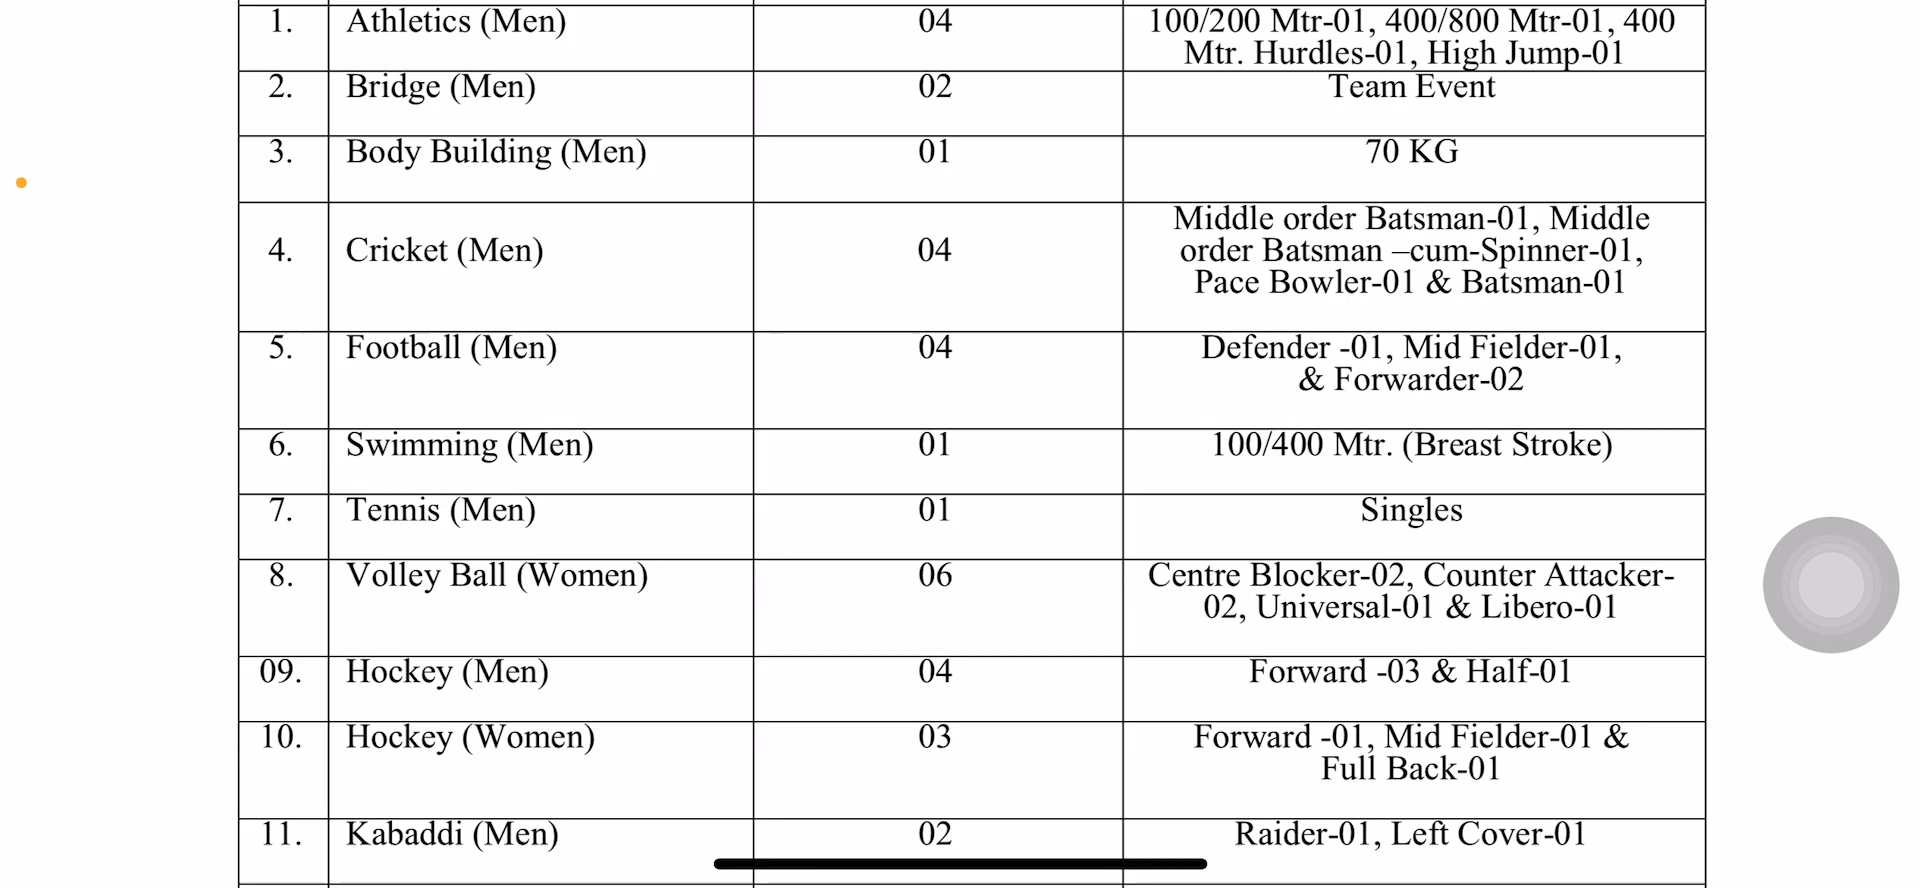 1. Athletics (Men) 04 100/200 Mtr-01, 400/800 Mtr-01, 400
Mtr. Hurdles-01, High Jump-01
2. Bridge (Men) 02 Team Event
3. Body Building (Men) 01 70 KG
Middle order Batsman-01, Middle
4. Cricket (Men) 04 order Batsman –cum-Spinner-01,
Pace Bowler-01 & Batsman-01
5. Football (Men) 04 Defender -01, Mid Fielder-01,
& Forwarder-02
6. Swimming (Men) 01 100/400 Mtr. (Breast Stroke)
7. Tennis (Men) 01 Singles
8. Volley Ball (Women) 06 Centre Blocker-02, Counter Attacker-
02, Universal-01 & Libero-01
09. Hockey (Men) 04 Forward -03 & Half-01
10. Hockey (Women) 03 Forward -01, Mid Fielder-01 &
Full Back-01
11. Kabaddi (Men) 02 Raider-01, Left Cover-01